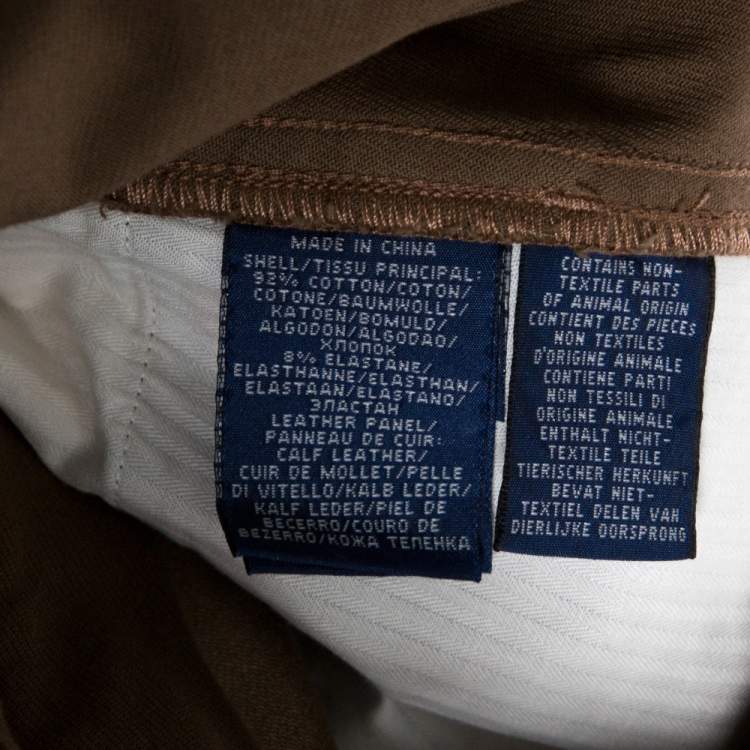 MADE IN CHINA
SHELL/TISSU PRINCIPAL:
92% COTTON/COTON/
COTONE/BAUMWOLLE/
KATOEN/BOMULD/
ALGODON/ALGODAO/
ХЛОПОК
8% ELASTANE/
ELASTHANNE/ELASTHAN/
ELASTAAN/ELASTANO/
ЭЛАСТАН
LEATHER PANEL/
PANNEAU DE CUIR:
CALF LEATHER/
CUIR DE MOLLET/PELLE
DI VITELLO/KALB LEDER/
KALF LEDER/PIEL DE
BECERRO/COURO DE
BEZERRO/КОЖА ТЕПЕНКА
CONTAINS NON-
TEXTILE PARTS
OF ANIMAL ORIGIN
CONTIENT DES PIECES
NON TEXTILES
D'ORIGINE ANIMALE
CONTIENE PARTI
NON TESSILI DI
ORIGINE ANIMALE
ENTHALT NICHT-
TEXTILE TEILE
TIERISCHER HERKUNFT
BEVAT NIET-
TEXTIEL DELEN VAN
DIERLIJKE OORSPRONG